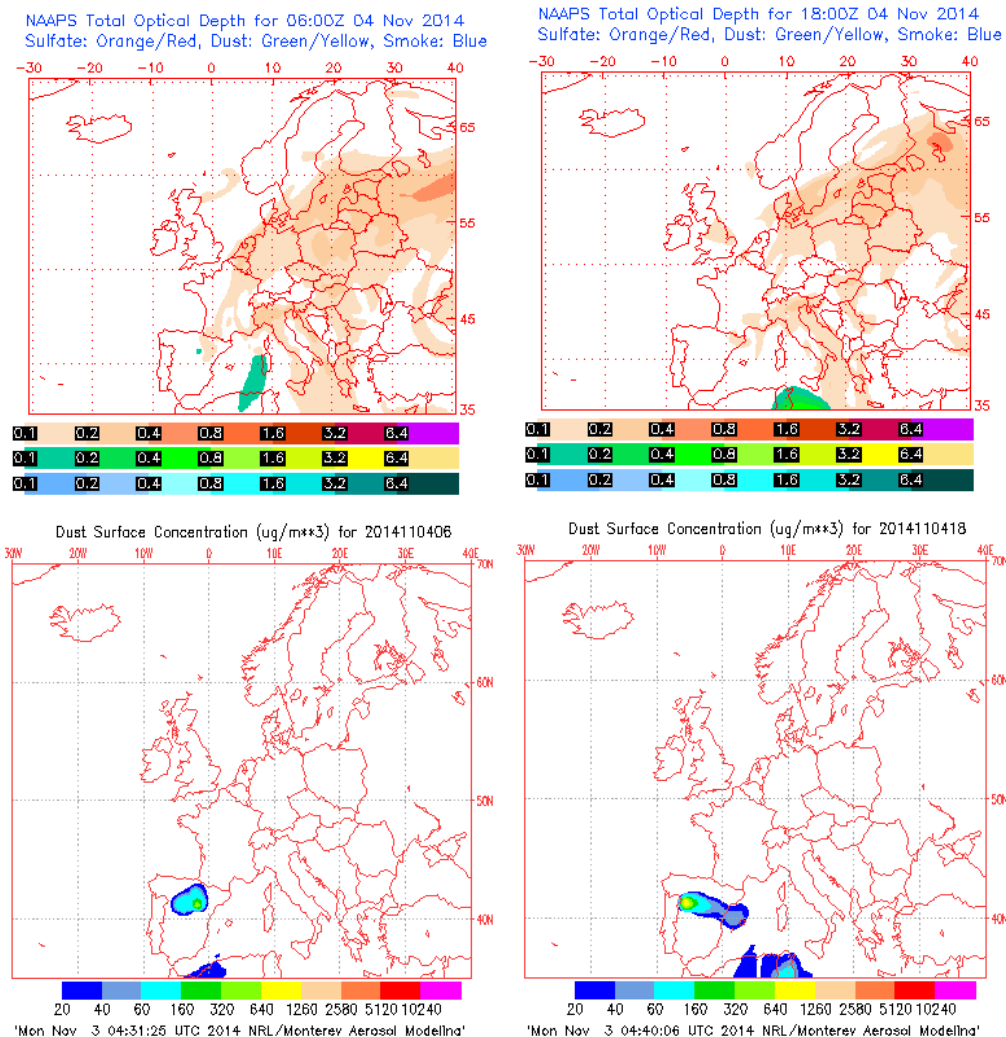 NAAPS Total Optical Depth for 06:00Z 04 Nov 2014
Sulfate: Orange/Red, Dust: Green/Yellow, Smoke: Blue
-30 -20 -10 0 10 20 30 40
65
55
45
35
0.1 0.2 0.4 0.8 1.6 3.2 6.4
0.1 0.2 0.4 0.8 1.6 3.2 6.4
0.1 0.2 0.4 0.8 1.6 3.2 6.4
NAAPS Total Optical Depth for 18:00Z 04 Nov 2014
Sulfate: Orange/Red, Dust: Green/Yellow, Smoke: Blue
-30 -20 -10 0 10 20 30 40
65
55
45
35
0.1 0.2 0.4 0.8 1.6 3.2 6.4
0.1 0.2 0.4 0.8 1.6 3.2 6.4
0.1 0.2 0.4 0.8 1.6 3.2 6.4
Dust Surface Concentration (ug/m**3) for 2014110406
30W 20W 10W 0 10E 20E 30E 40E
70N
60N
50N
40N
20 40 60 160 320 640 1260 2580 5120 10240
'Mon Nov 3 04:31:25 UTC 2014 NRL/Monterey Aerosol Modeling'
Dust Surface Concentration (ug/m**3) for 2014110418
30W 20W 10W 0 10E 20E 30E 40E
70N
60N
50N
40N
20 40 60 160 320 640 1260 2580 5120 10240
'Mon Nov 3 04:40:06 UTC 2014 NRL/Monterey Aerosol Modeling'